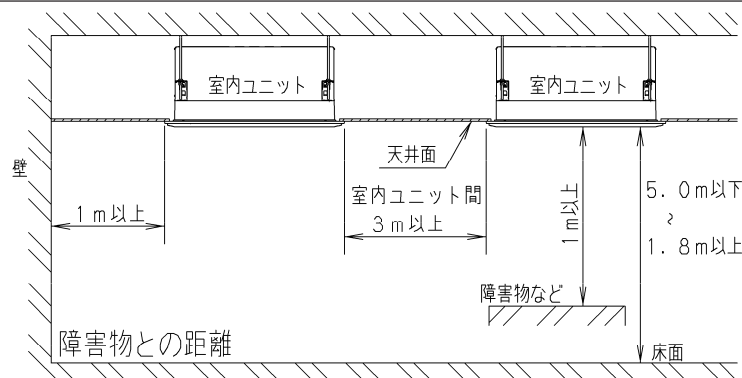 室内ユニット
室内ユニット
天井面
壁
1m以上
室内ユニット間
3m以上
1m以上
5.0m以下
~
1.8m以上
障害物など
障害物との距離
床面